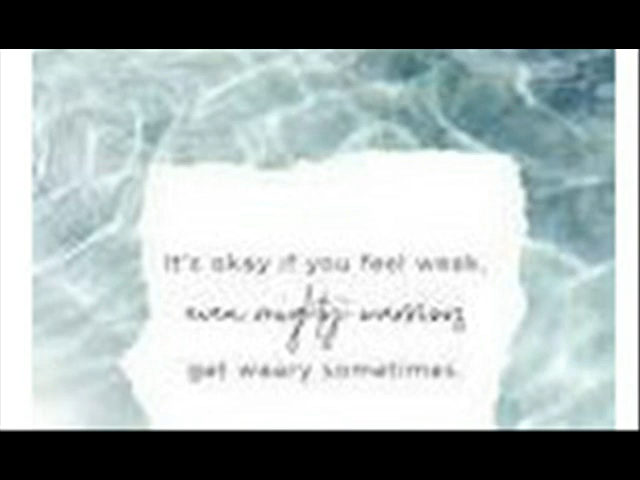 It's okay if you feel weak,
even mighty warriors
get weary sometimes.